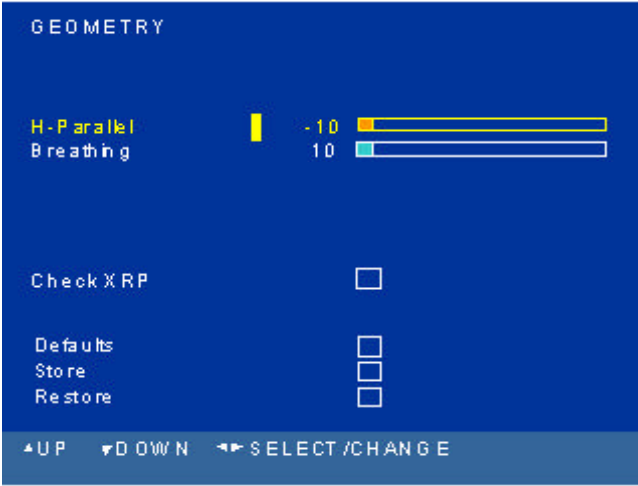 GEOMETRY
H-Parallel -10
Breathing 10
Check XRP
Defaults
Store
Restore
▲UP ▼DOWN ◄► SELECT/CHANGE